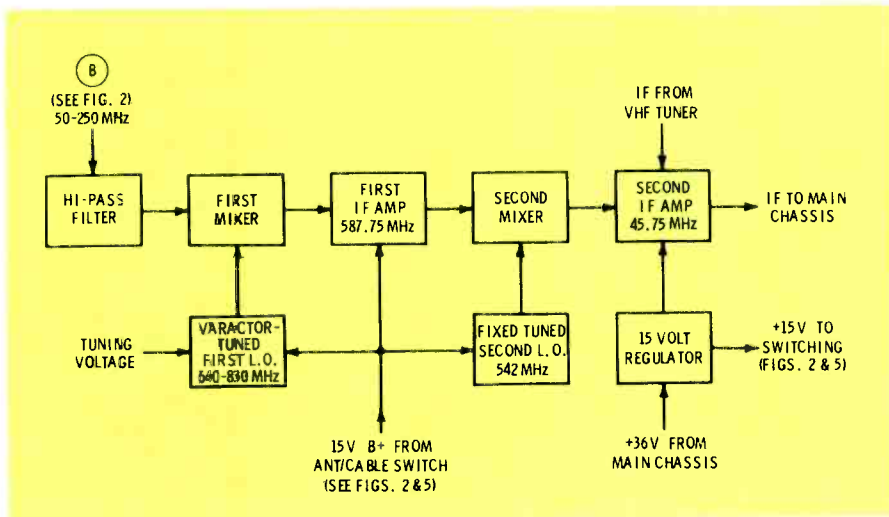 B
(SEE FIG. 2)
50-250 MHz
IF FROM
VHF TUNER
HI-PASS
FILTER
FIRST
MIXER
FIRST
IF AMP
587.75 MHz
SECOND
MIXER
SECOND
IF AMP
45.75 MHz
IF TO MAIN
CHASSIS
TUNING
VOLTAGE
VARACTOR-
TUNED
FIRST L.O.
640-830 MHz
FIXED TUNED
SECOND L.O.
542 MHz
15 VOLT
REGULATOR
+15V TO
SWITCHING
(FIGS. 2 & 5)
15V B+ FROM
ANT/CABLE SWITCH
(SEE FIGS. 2 & 5)
+36V FROM
MAIN CHASSIS